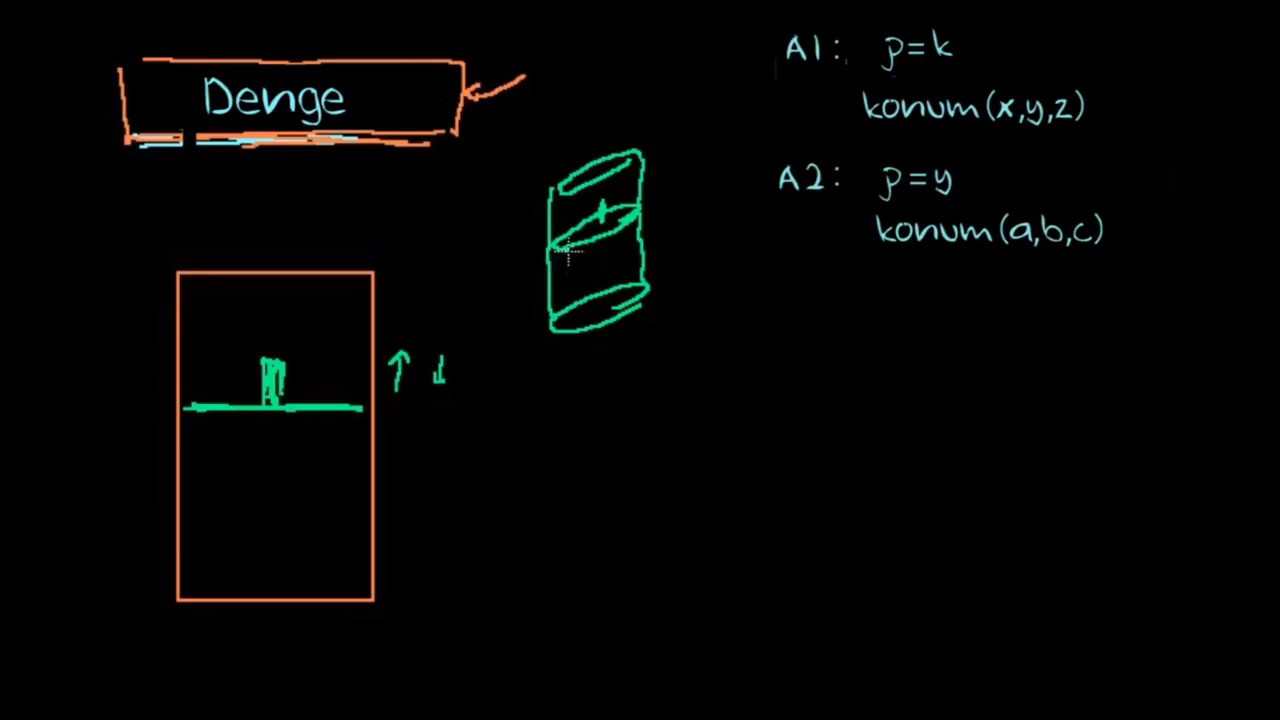 Denge
A1: p=k
konum(x,y,z)
A2: p=y
konum(a,b,c)